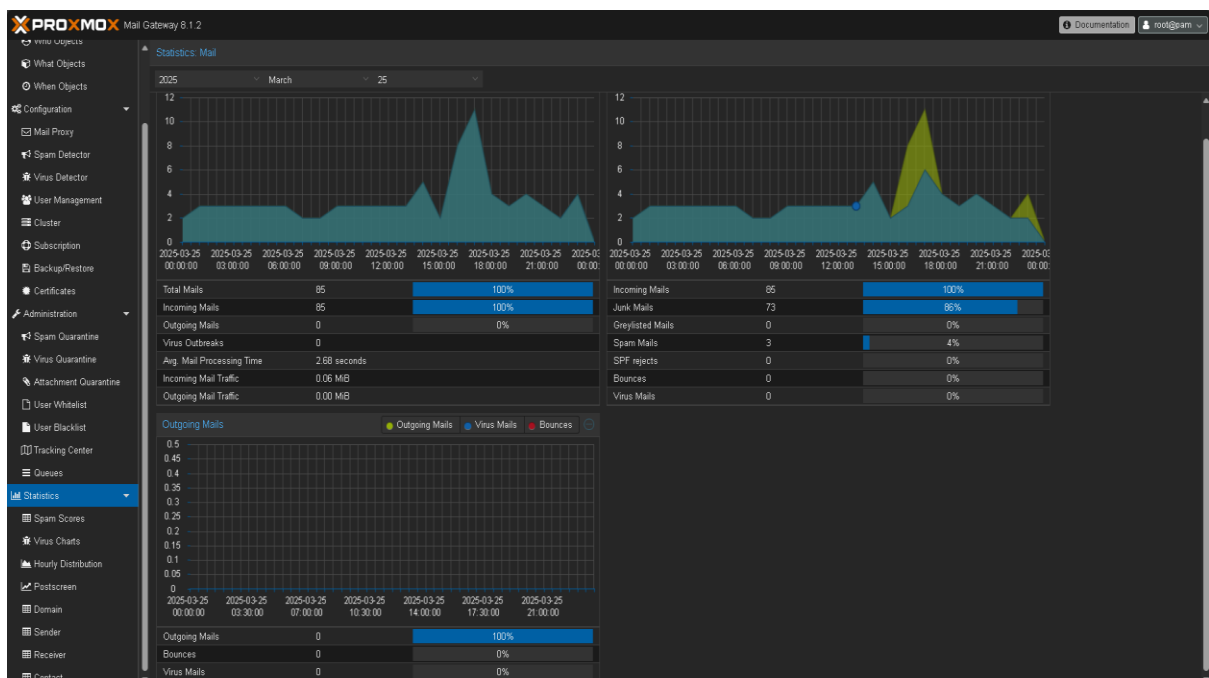 PROXMOX Mail Gateway 8.1.2
Documentation
root@pam
Who Objects
What Objects
When Objects
Configuration
Mail Proxy
Spam Detector
Virus Detector
User Management
Cluster
Subscription
Backup/Restore
Certificates
Administration
Spam Quarantine
Virus Quarantine
Attachment Quarantine
User Whitelist
User Blacklist
Tracking Center
Queues
Statistics
Spam Scores
Virus Charts
Hourly Distribution
Postscreen
Domain
Sender
Receiver
Contact
Statistics: Mail
2025 March 25
12
10
8
6
4
2
0
2025-03-25 2025-03-25 2025-03-25 2025-03-25 2025-03-25 2025-03-25 2025-03-25 2025-03-25 2025-03
00:00:00 03:00:00 06:00:00 09:00:00 12:00:00 15:00:00 18:00:00 21:00:00 00:00:
Total Mails 85 100%
Incoming Mails 85 100%
Outgoing Mails 0 0%
Virus Outbreaks 0
Avg. Mail Processing Time 2.68 seconds
Incoming Mail Traffic 0.06 MiB
Outgoing Mail Traffic 0.00 MiB
12
10
8
6
4
2
0
2025-03-25 2025-03-25 2025-03-25 2025-03-25 2025-03-25 2025-03-25 2025-03-25 2025-03-25 2025-03
00:00:00 03:00:00 06:00:00 09:00:00 12:00:00 15:00:00 18:00:00 21:00:00 00:00:
Incoming Mails 85 100%
Junk Mails 73 86%
Greylisted Mails 0 0%
Spam Mails 3 4%
SPF rejects 0 0%
Bounces 0 0%
Virus Mails 0 0%
Outgoing Mails
Outgoing Mails Virus Mails Bounces
0.5
0.45
0.4
0.35
0.3
0.25
0.2
0.15
0.1
0.05
0
2025-03-25 2025-03-25 2025-03-25 2025-03-25 2025-03-25 2025-03-25 2025-03-25
00:00:00 03:30:00 07:00:00 10:30:00 14:00:00 17:30:00 21:00:00
Outgoing Mails 0 100%
Bounces 0 0%
Virus Mails 0 0%